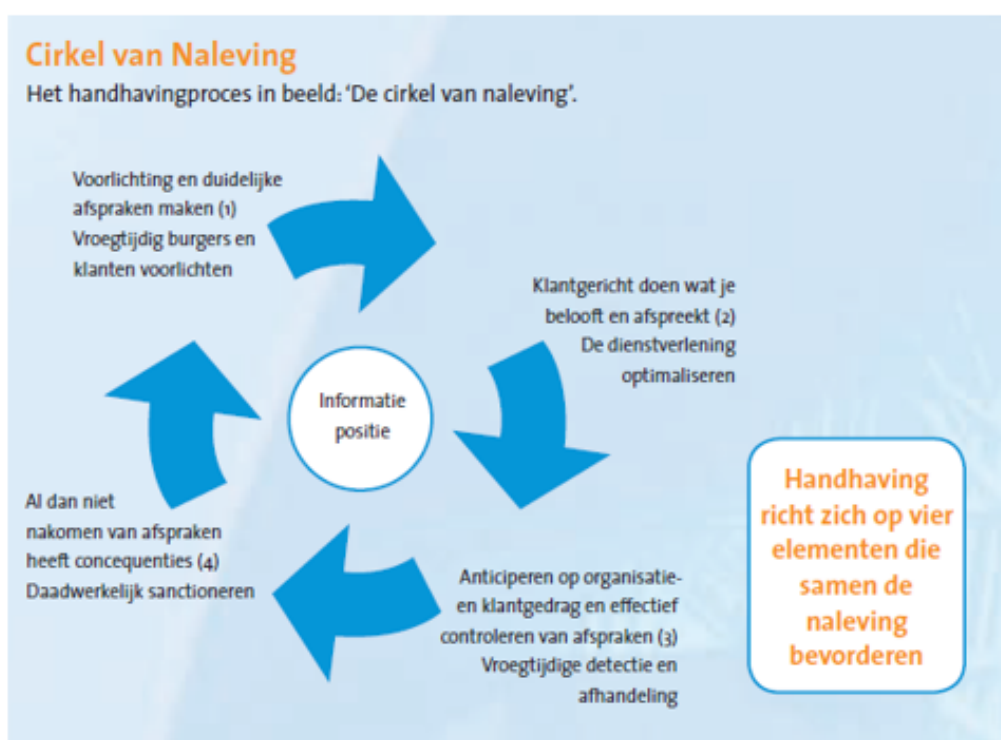 Cirkel van Naleving
Het handhavingproces in beeld: ‘De cirkel van naleving’.
Voorlichting en duidelijke
afspraken maken (1)
Vroegtijdig burgers en
klanten voorlichten
Klantgericht doen wat je
belooft en afspreekt (2)
De dienstverlening
optimaliseren
Informatie
positie
Handhaving
richt zich op vier
elementen die
samen de
naleving
bevorderen
Al dan niet
nakomen van afspraken
heeft concequenties (4)
Daadwerkelijk sanctioneren
Anticiperen op organisatie-
en klantgedrag en effectief
controleren van afspraken (3)
Vroegtijdige detectie en
afhandeling